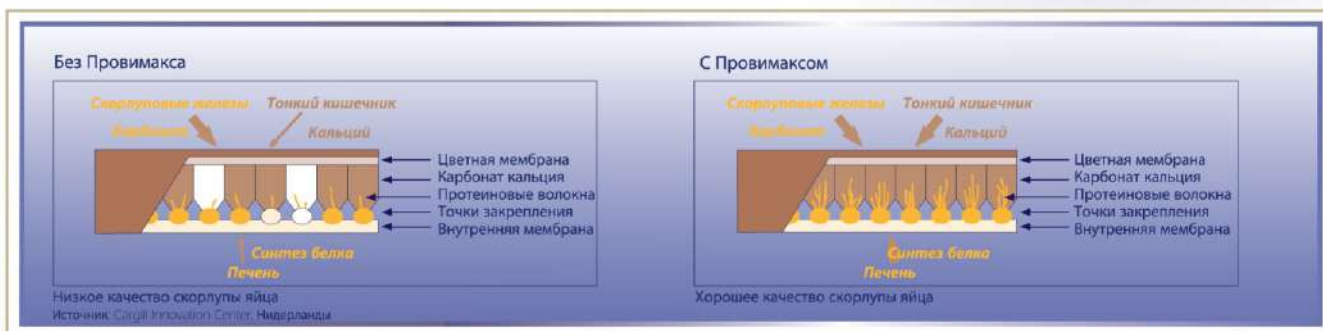 Без Провимакса
Скорлуповые железы Тонкий кишечник
Карбонат Кальций
Цветная мембрана
Карбонат кальция
Протеиновые волокна
Точки закрепления
Внутренняя мембрана
Синтез белка
Печень
Низкое качество скорлупы яйца
Источник: Cargill Innovation Center, Нидерланды
С Провимаксом
Скорлуповые железы Тонкий кишечник
Карбонат Кальций
Цветная мембрана
Карбонат кальция
Протеиновые волокна
Точки закрепления
Внутренняя мембрана
Синтез белка
Печень
Хорошее качество скорлупы яйца